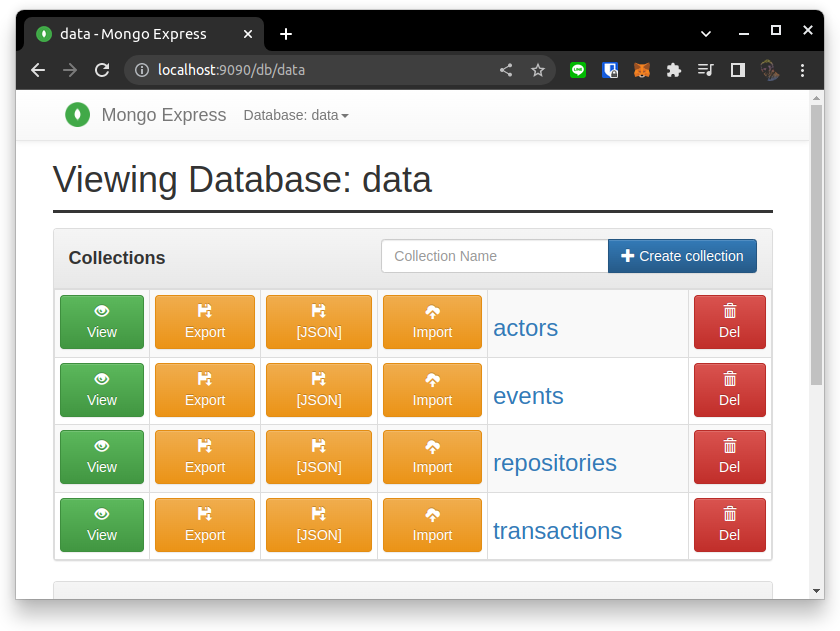 data - Mongo Express
localhost:9090/db/data
Mongo Express Database: data
Viewing Database: data
Collections Collection Name Create collection
View Export [JSON] Import actors Del
View Export [JSON] Import events Del
View Export [JSON] Import repositories Del
View Export [JSON] Import transactions Del